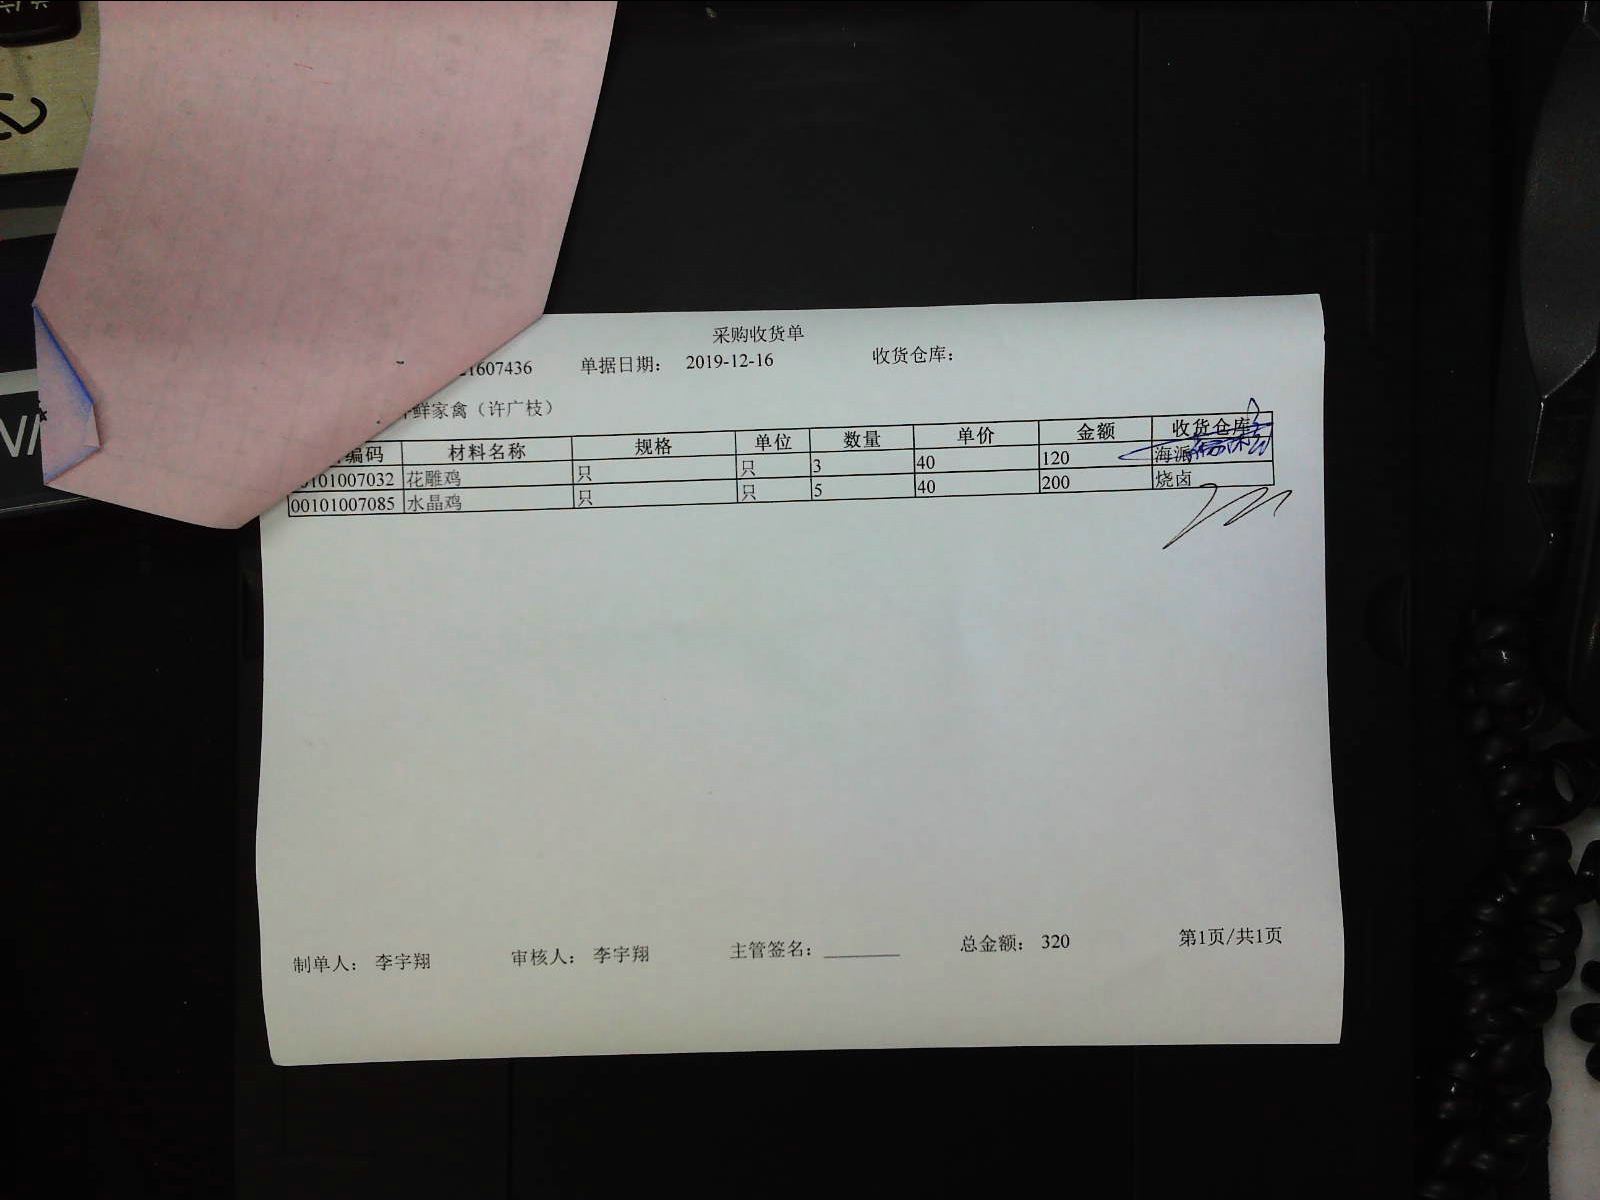 采购收货单
1607436 单据日期： 2019-12-16 收货仓库：
鲜家禽（许广枝）
编码 材料名称 规格 单位 数量 单价 金额 收货仓库
0101007032 花雕鸡 只 只 3 40 120 海派
00101007085 水晶鸡 只 只 5 40 200 烧卤
制单人： 李宇翔 审核人： 李宇翔 主管签名： 总金额： 320 第1页/共1页